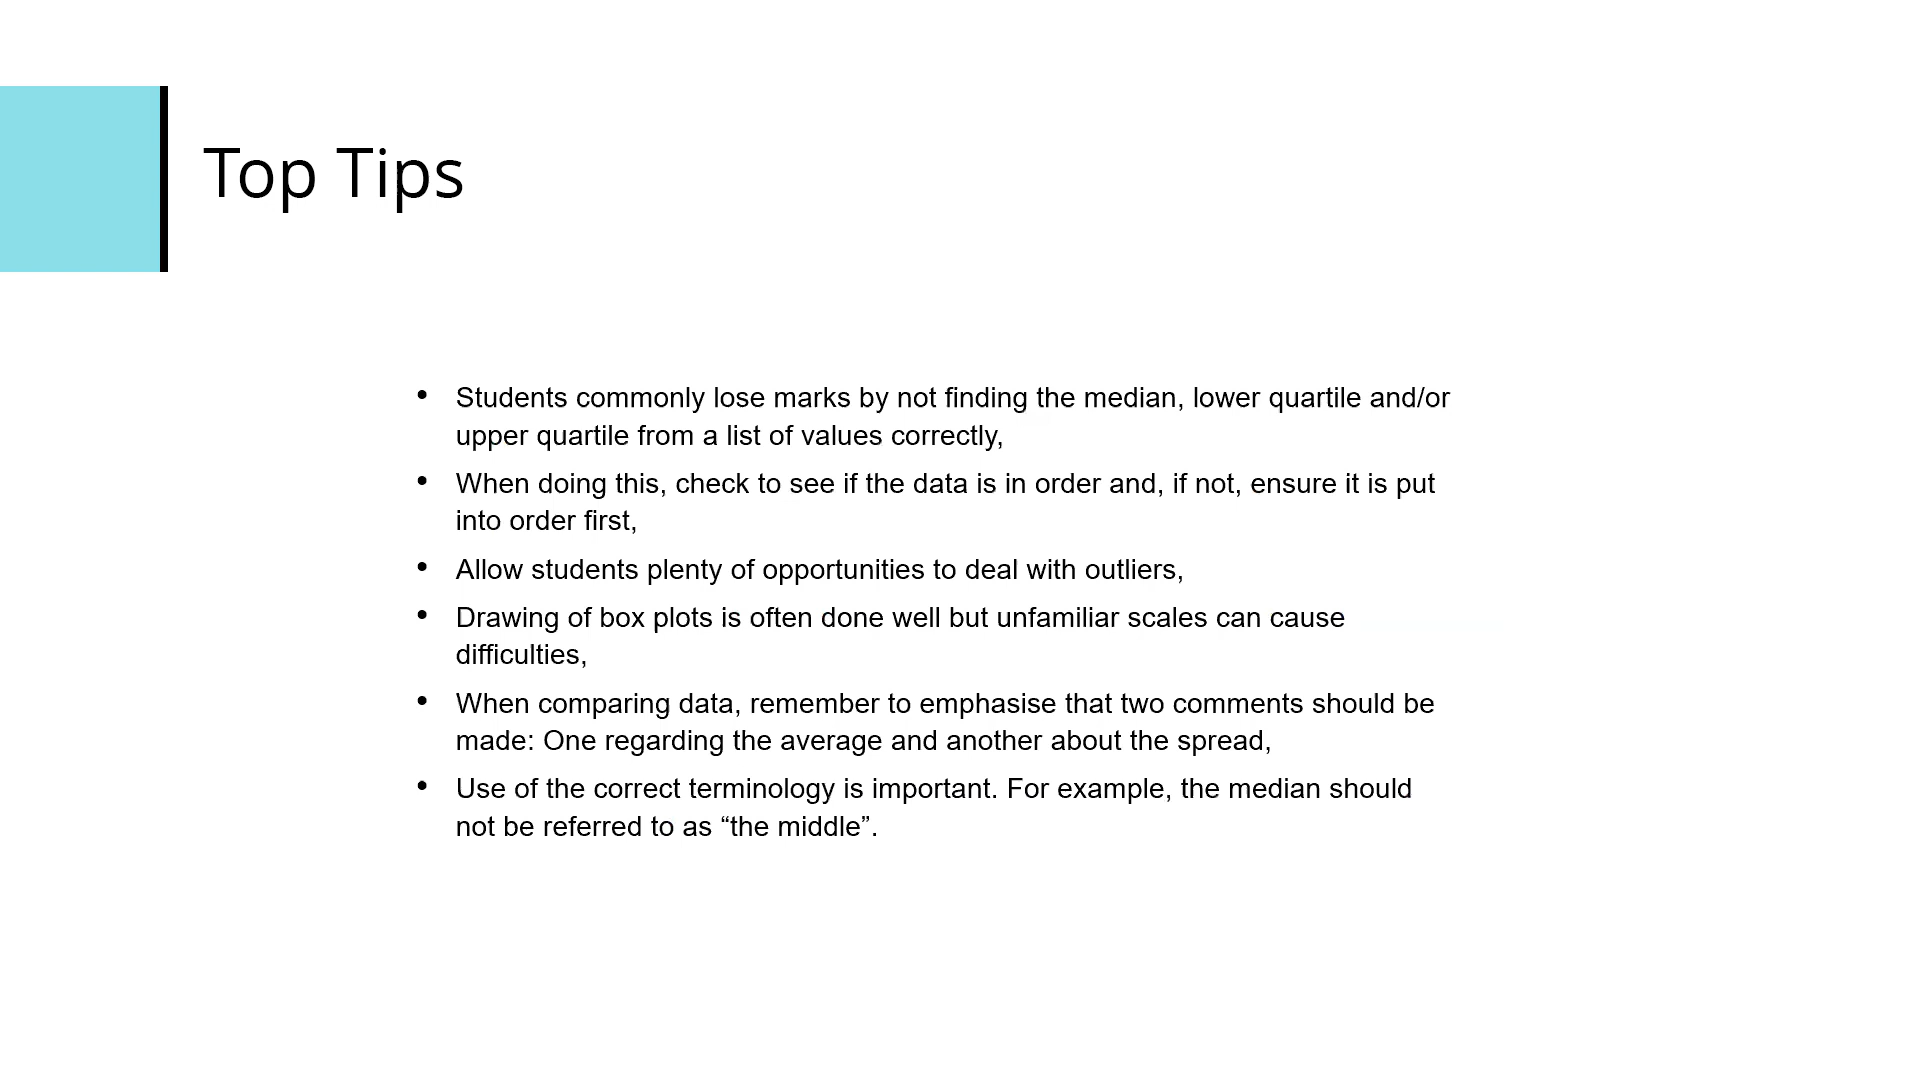 Top Tips
• Students commonly lose marks by not finding the median, lower quartile and/or
upper quartile from a list of values correctly,
• When doing this, check to see if the data is in order and, if not, ensure it is put
into order first,
• Allow students plenty of opportunities to deal with outliers,
• Drawing of box plots is often done well but unfamiliar scales can cause
difficulties,
• When comparing data, remember to emphasise that two comments should be
made: One regarding the average and another about the spread,
• Use of the correct terminology is important. For example, the median should
not be referred to as “the middle”.